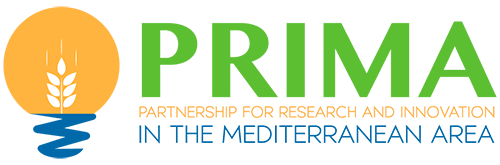 PRIMA
PARTNERSHIP FOR RESEARCH AND INNOVATION
IN THE MEDITERRANEAN AREA